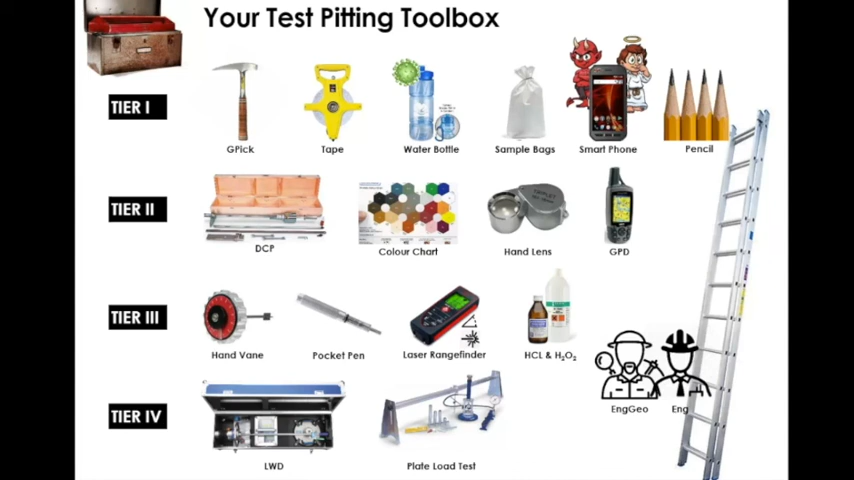 Your Test Pitting Toolbox
TIER I
GPick
Tape
Water Bottle
Sample Bags
Smart Phone
Pencil
TIER II
DCP
Colour Chart
Hand Lens
GPD
TIER III
Hand Vane
Pocket Pen
Laser Rangefinder
HCL & H₂O₂
EngGeo
Eng
TIER IV
LWD
Plate Load Test